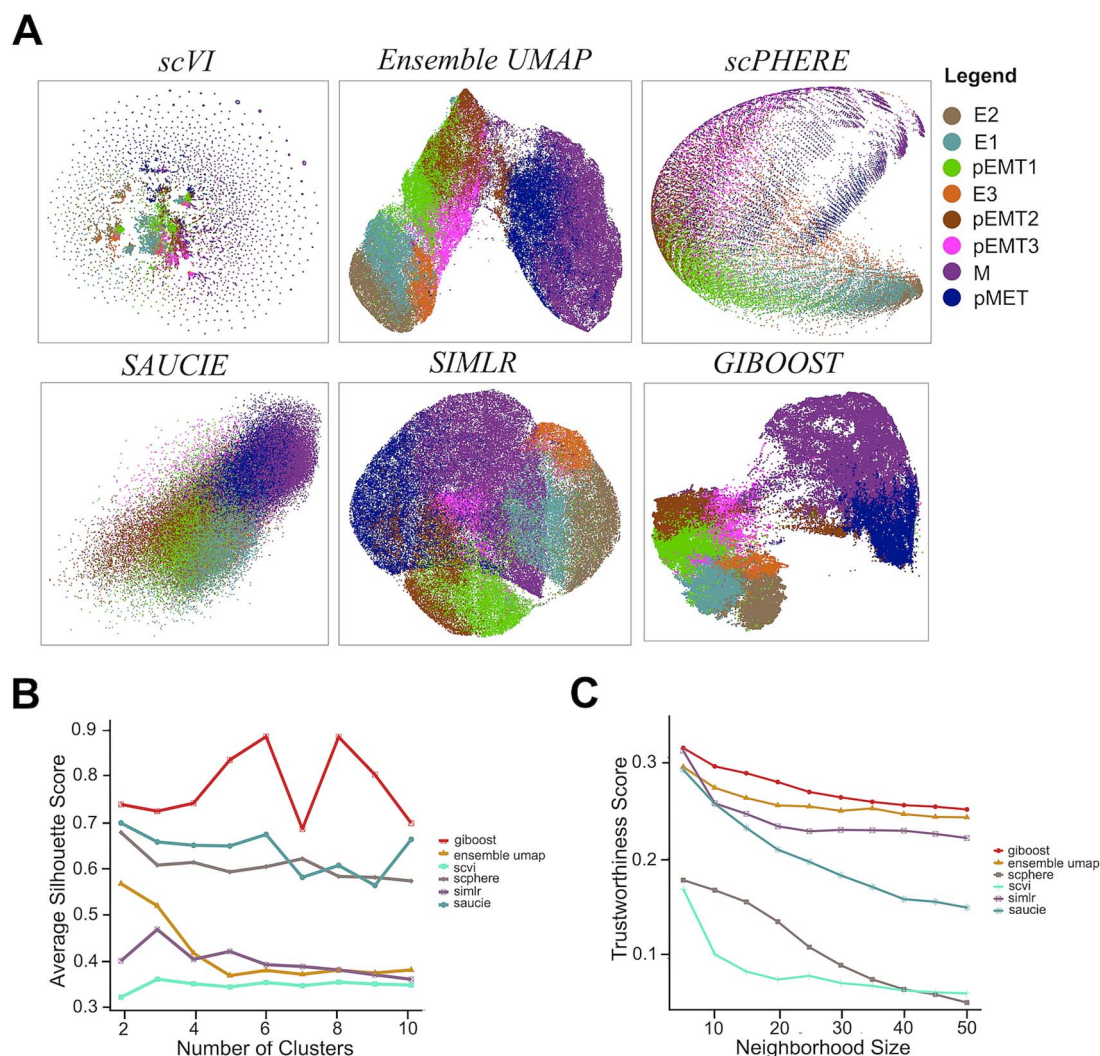 A
scVI
Ensemble UMAP
scPHERE
Legend
E2
E1
pEMT1
E3
pEMT2
pEMT3
M
pMET
SAUCIE
SIMLR
GIBOOST
B
Average Silhouette Score
0.9
0.8
0.7
0.6
0.5
0.4
0.3
2
4
6
8
10
Number of Clusters
giboost
ensemble umap
scvi
scphere
simlr
saucie
C
Trustworthiness Score
0.3
0.2
0.1
10
20
30
40
50
Neighborhood Size
giboost
ensemble umap
scphere
scvi
simlr
saucie